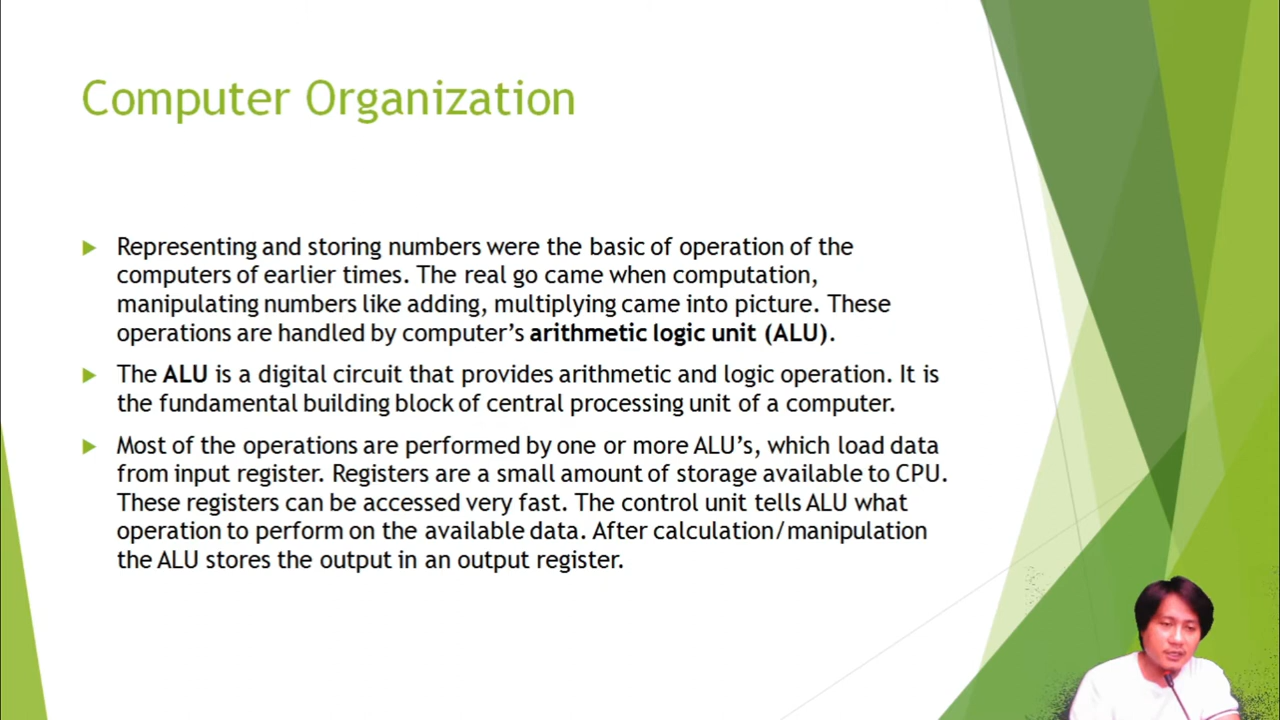 Computer Organization
Representing and storing numbers were the basic of operation of the
computers of earlier times. The real go came when computation,
manipulating numbers like adding, multiplying came into picture. These
operations are handled by computer’s arithmetic logic unit (ALU).
The ALU is a digital circuit that provides arithmetic and logic operation. It is
the fundamental building block of central processing unit of a computer.
Most of the operations are performed by one or more ALU’s, which load data
from input register. Registers are a small amount of storage available to CPU.
These registers can be accessed very fast. The control unit tells ALU what
operation to perform on the available data. After calculation/manipulation
the ALU stores the output in an output register.